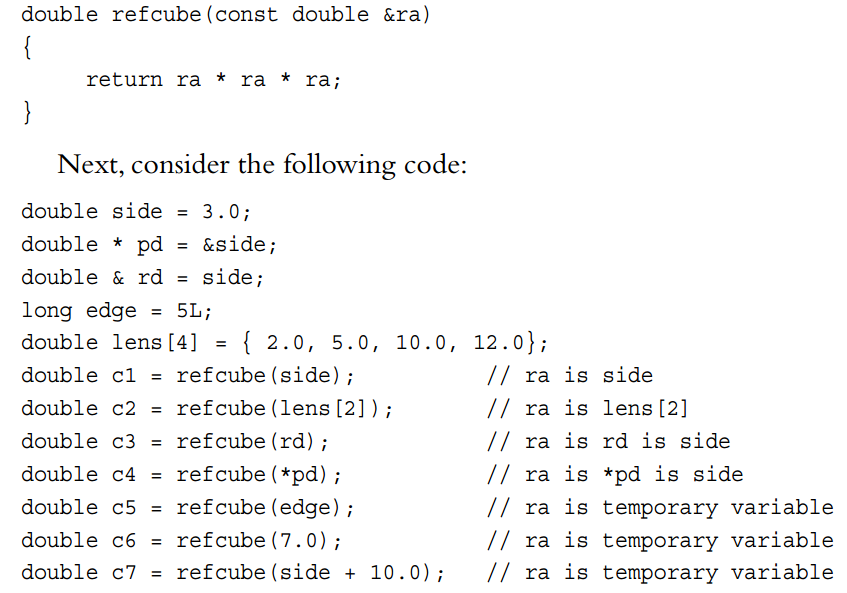 double refcube(const double &ra)
{
     return ra * ra * ra;
}
Next, consider the following code:
double side = 3.0;
double * pd = &side;
double & rd = side;
long edge = 5L;
double lens[4] = { 2.0, 5.0, 10.0, 12.0};
double c1 = refcube(side);          // ra is side
double c2 = refcube(lens[2]);       // ra is lens[2]
double c3 = refcube(rd);            // ra is rd is side
double c4 = refcube(*pd);           // ra is *pd is side
double c5 = refcube(edge);          // ra is temporary variable
double c6 = refcube(7.0);           // ra is temporary variable
double c7 = refcube(side + 10.0);   // ra is temporary variable